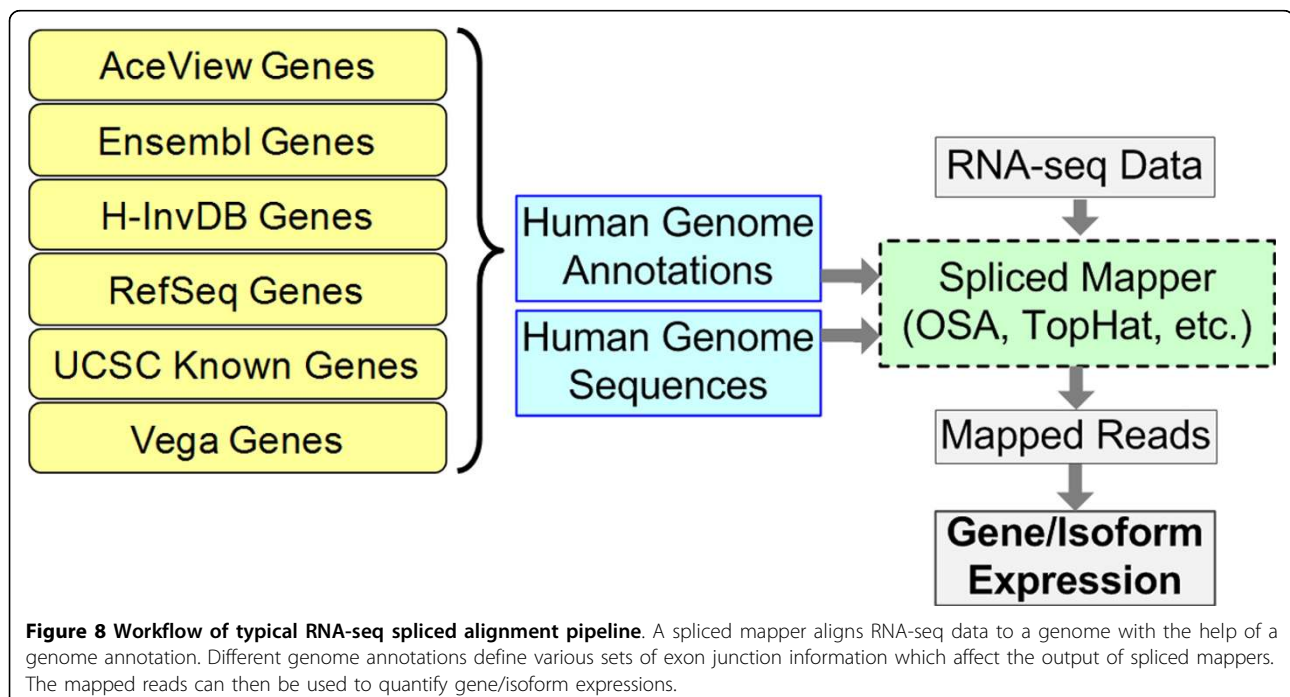 AceView Genes
Ensembl Genes
H-InvDB Genes
RefSeq Genes
UCSC Known Genes
Vega Genes
Human Genome
Annotations
Human Genome
Sequences
RNA-seq Data
Spliced Mapper
(OSA, TopHat, etc.)
Mapped Reads
Gene/Isoform
Expression
Figure 8 Workflow of typical RNA-seq spliced alignment pipeline. A spliced mapper aligns RNA-seq data to a genome with the help of a
genome annotation. Different genome annotations define various sets of exon junction information which affect the output of spliced mappers.
The mapped reads can then be used to quantify gene/isoform expressions.